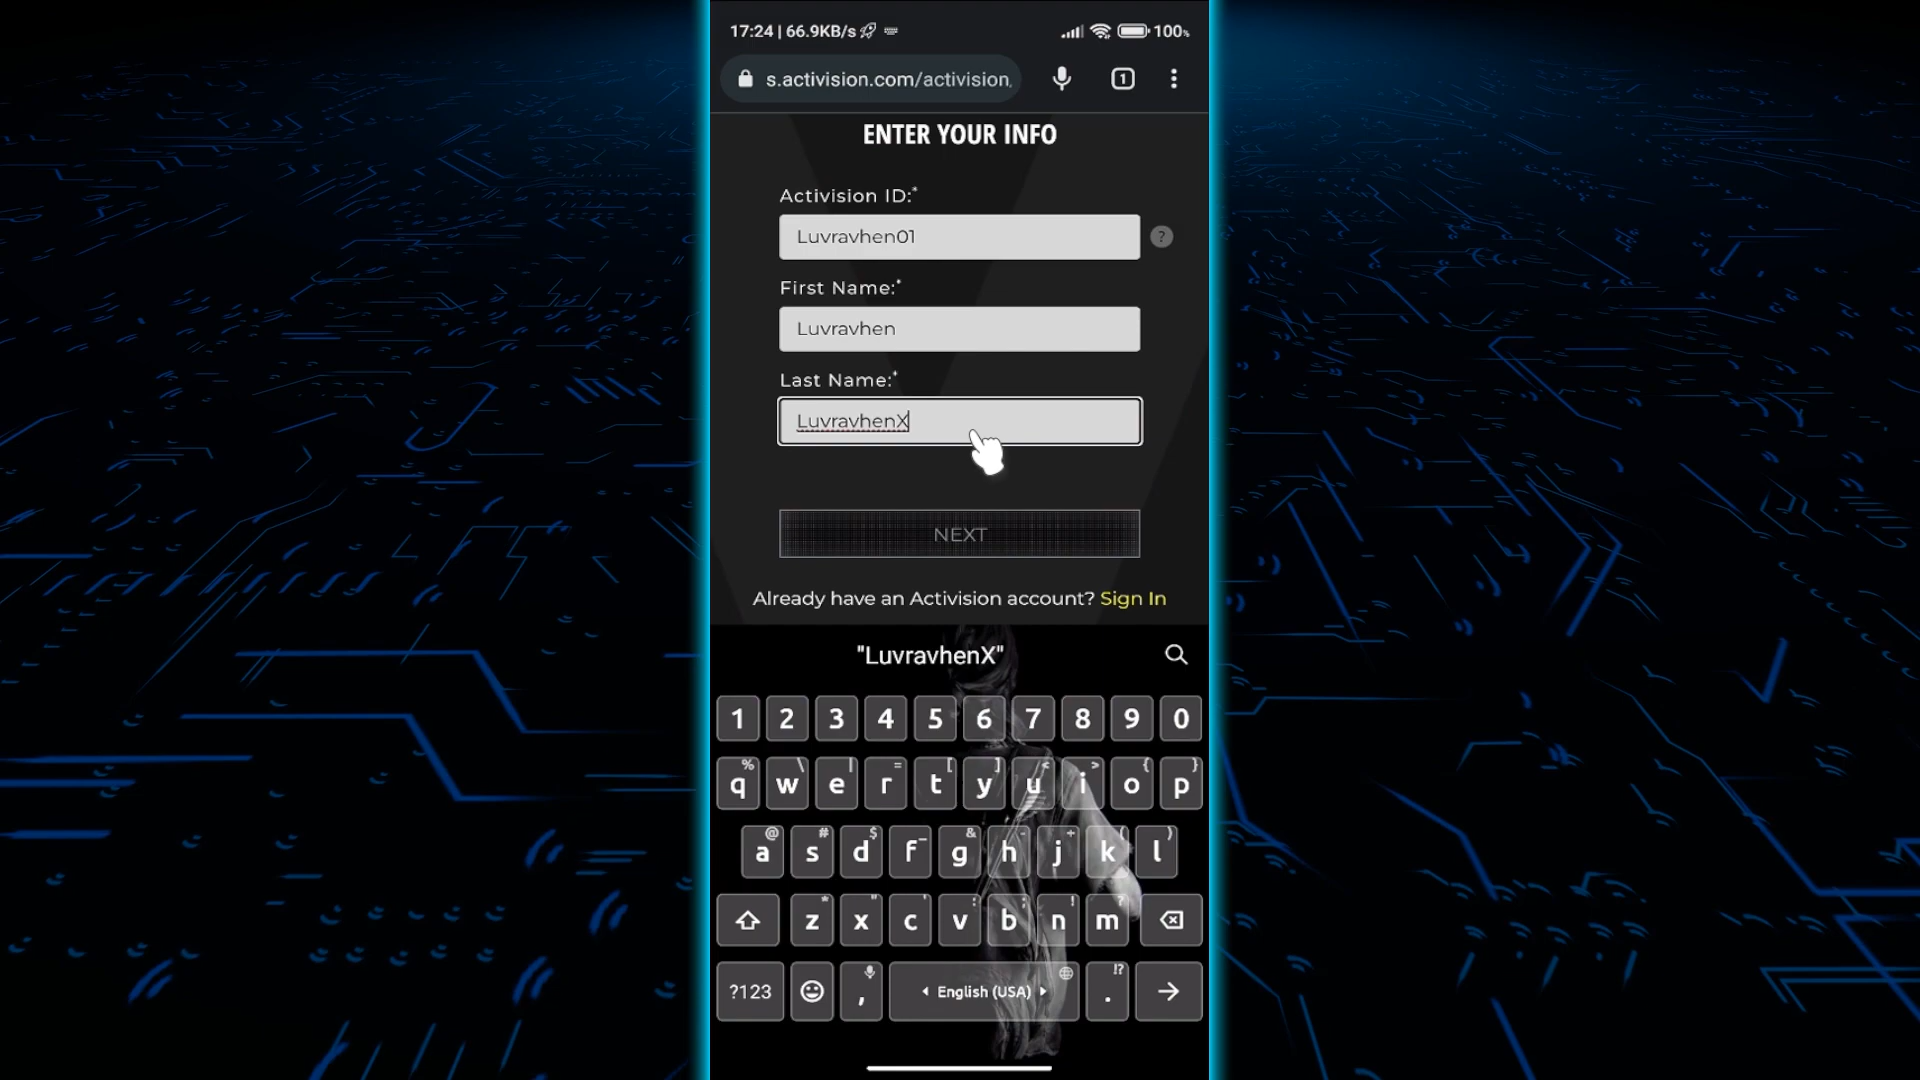 17:24 | 66.9KB/s 100%
s.activision.com/activision
1
ENTER YOUR INFO
Activision ID:*
Luvravhen01
?
First Name:*
Luvravhen
Last Name:*
LuvravhenX
NEXT
Already have an Activision account? Sign In
"LuvravhenX"
1 2 3 4 5 6 7 8 9 0
% \ | = [ ] < > { }
q w e r t y u i o p
@ # $ _ & - + ( )
a s d f g h j k l
* " ' : ; ! ?
z x c v b n m
!?
?123 , English (USA) .